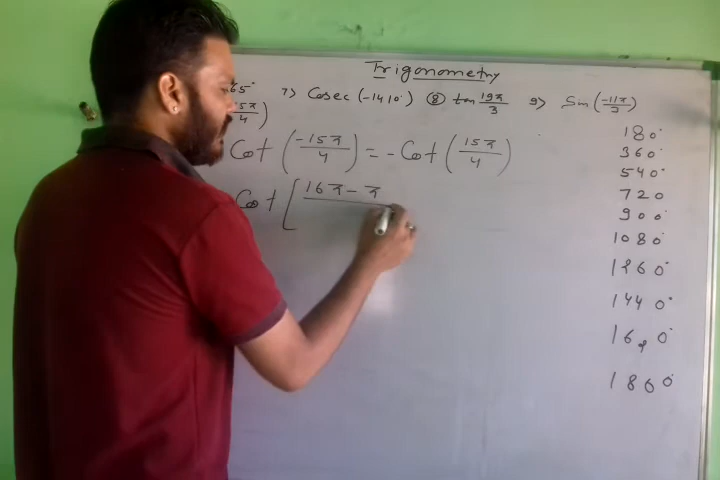 Trigonometry
65° 7) Cosec (-1410°) ⑧ tan 19π/3 9) Sin(-11π/3)
5π/4)
Cot (-15π/4) = - Cot (15π/4)
Cot [16π - π
180°
360°
540°
720
900°
1080°
1260°
1440°
1860°